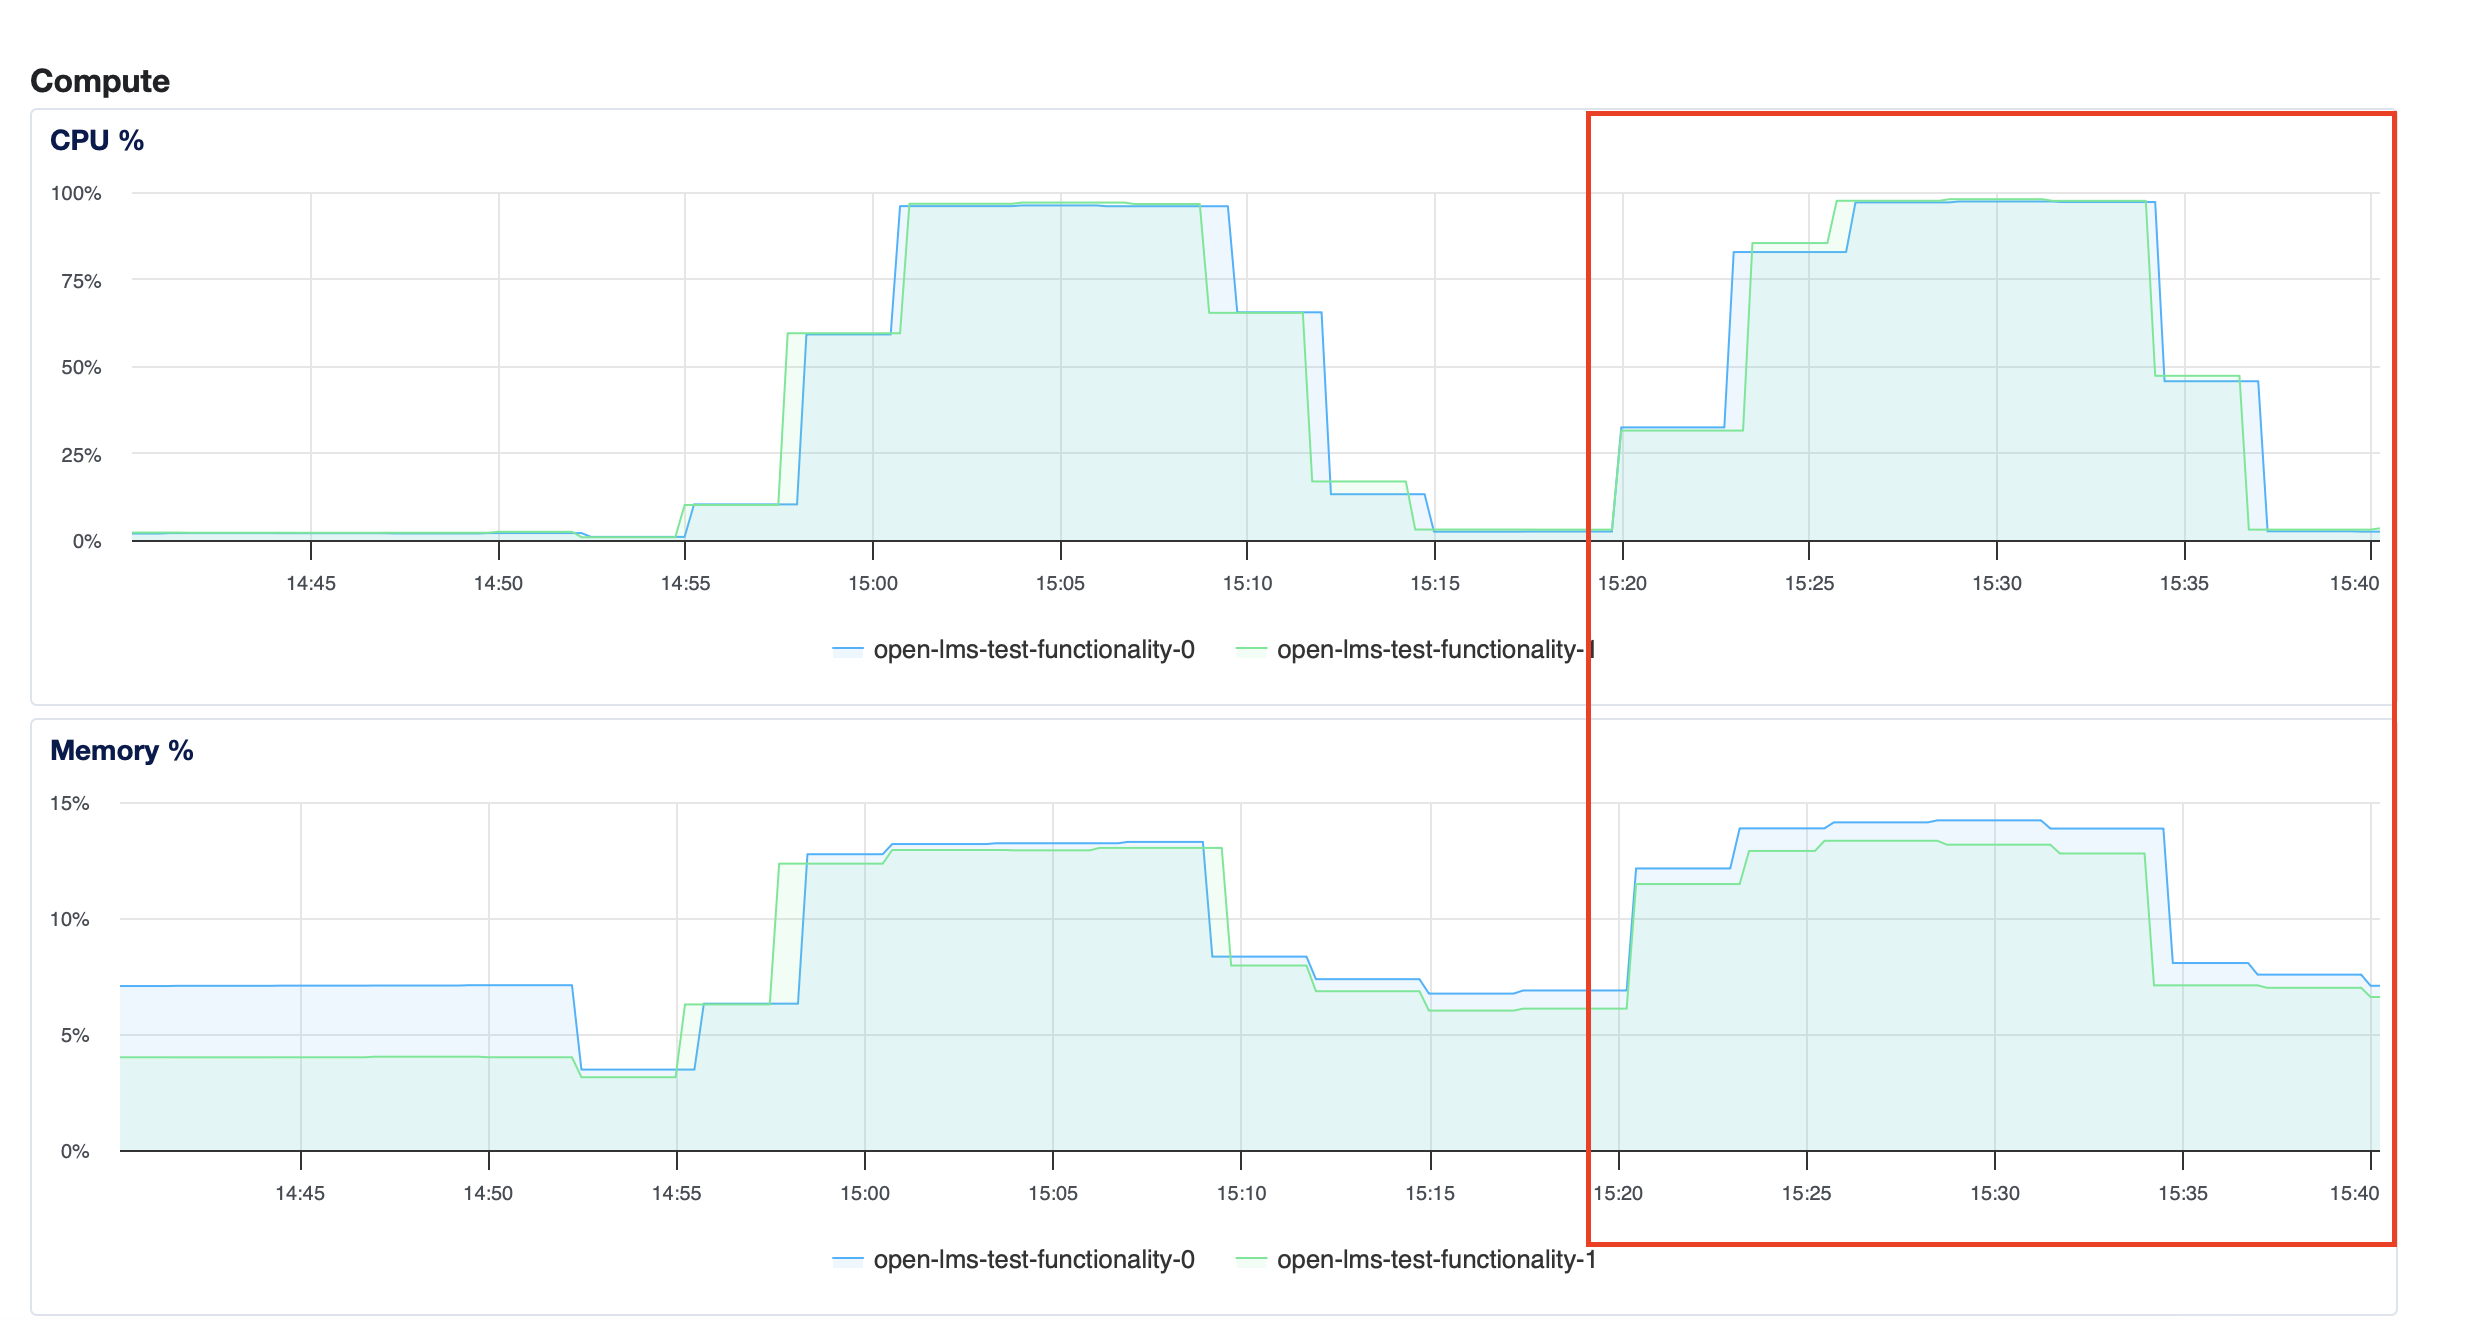 Compute
CPU %
100%
75%
50%
25%
0%
14:45 14:50 14:55 15:00 15:05 15:10 15:15 15:20 15:25 15:30 15:35 15:40
open-lms-test-functionality-0 open-lms-test-functionality-1
Memory %
15%
10%
5%
0%
14:45 14:50 14:55 15:00 15:05 15:10 15:15 15:20 15:25 15:30 15:35 15:40
open-lms-test-functionality-0 open-lms-test-functionality-1